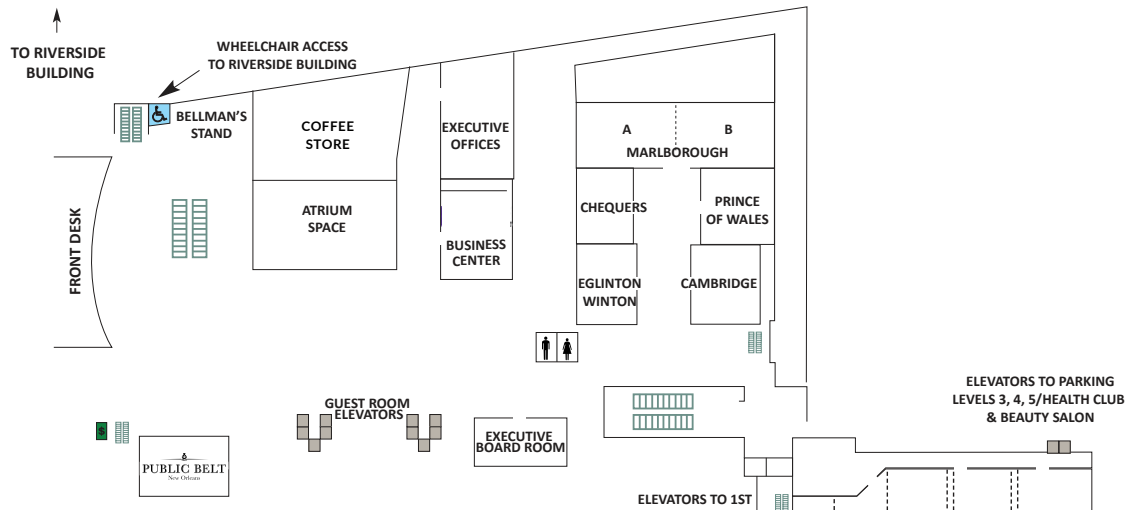 TO RIVERSIDE
BUILDING
WHEELCHAIR ACCESS
TO RIVERSIDE BUILDING
BELLMAN'S
STAND
COFFEE
STORE
EXECUTIVE
OFFICES
A
B
MARLBOROUGH
FRONT DESK
ATRIUM
SPACE
BUSINESS
CENTER
CHEQUERS
PRINCE
OF WALES
EGLINTON
WINTON
CAMBRIDGE
GUEST ROOM
ELEVATORS
EXECUTIVE
BOARD ROOM
ELEVATORS TO PARKING
LEVELS 3, 4, 5/HEALTH CLUB
& BEAUTY SALON
$
PUBLIC BELT
New Orleans
ELEVATORS TO 1ST